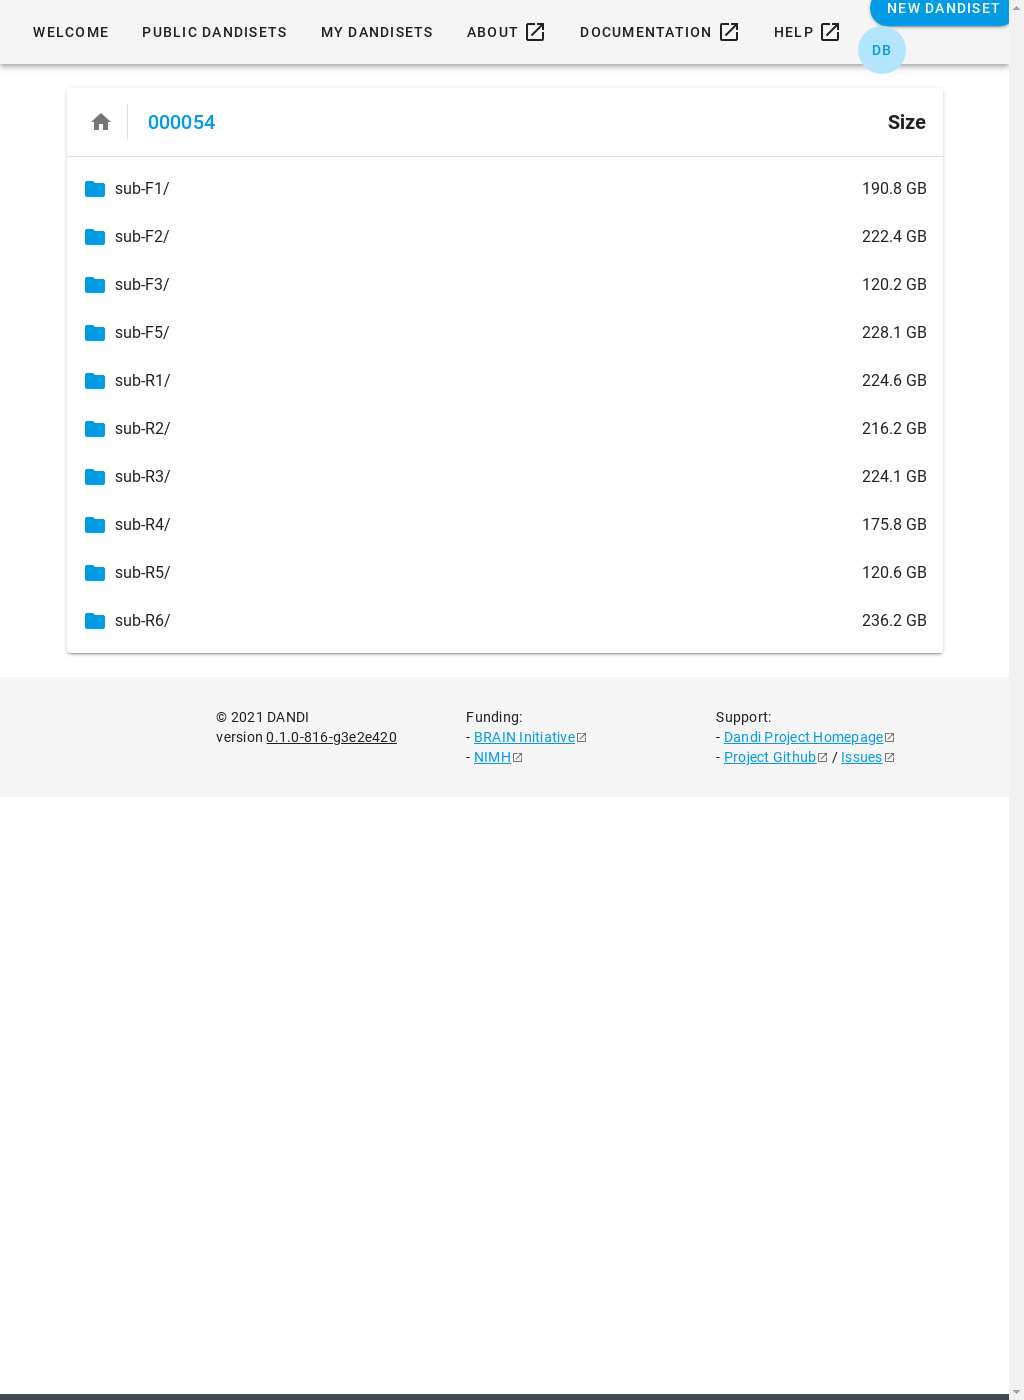 WELCOME PUBLIC DANDISETS MY DANDISETS ABOUT DOCUMENTATION HELP NEW DANDISET
DB
000054 Size
sub-F1/ 190.8 GB
sub-F2/ 222.4 GB
sub-F3/ 120.2 GB
sub-F5/ 228.1 GB
sub-R1/ 224.6 GB
sub-R2/ 216.2 GB
sub-R3/ 224.1 GB
sub-R4/ 175.8 GB
sub-R5/ 120.6 GB
sub-R6/ 236.2 GB
© 2021 DANDI
version 0.1.0-816-g3e2e420
Funding:
- BRAIN Initiative
- NIMH
Support:
- Dandi Project Homepage
- Project Github / Issues